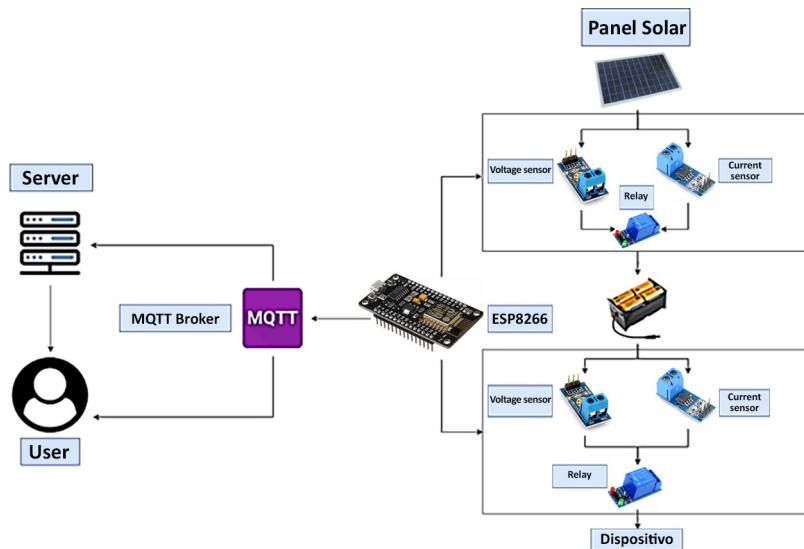 Panel Solar
Voltage sensor
Current
sensor
Relay
Server
MQTT Broker
MQTT
ESP8266
Voltage sensor
Current
sensor
User
Relay
Dispositivo